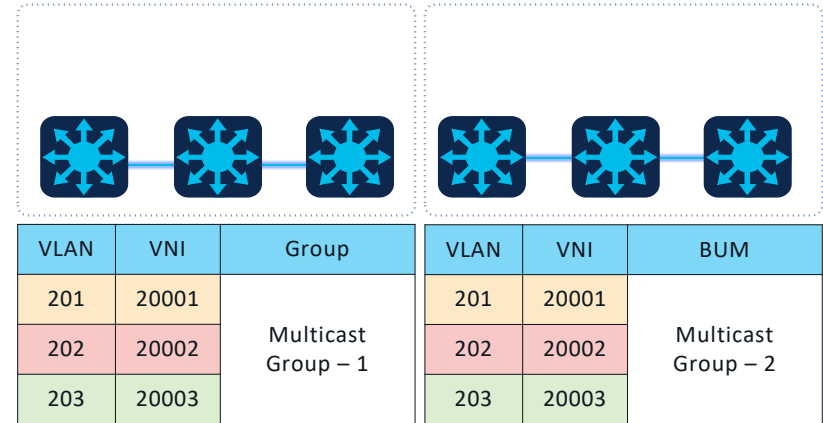 VLAN VNI Group
201 20001
202 20002
203 20003
Multicast
Group – 1
VLAN VNI BUM
201 20001
202 20002
203 20003
Multicast
Group – 2